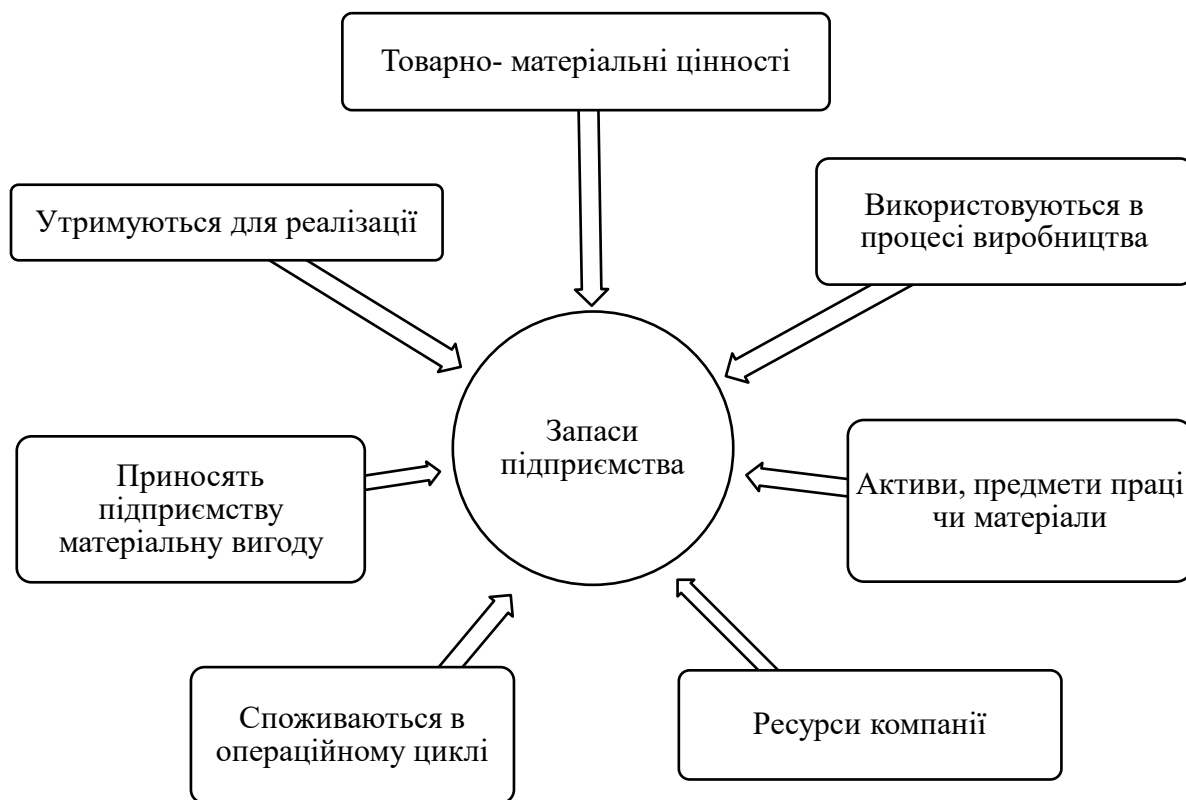 Товарно- матеріальні цінності
Утримуються для реалізації
Використовуються в
процесі виробництва
Запаси
підприємства
Приносять
підприємству
матеріальну вигоду
Активи, предмети праці
чи матеріали
Споживаються в
операційному циклі
Ресурси компанії